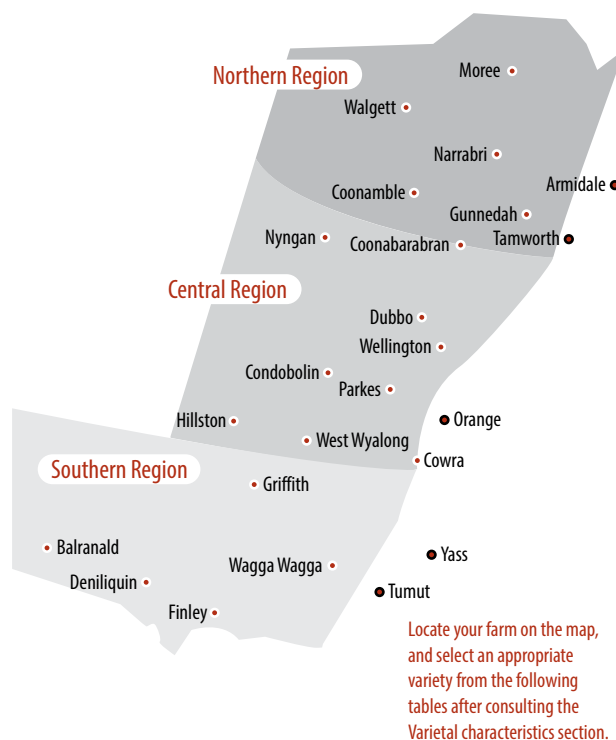 Northern Region
Moree
Walgett
Narrabri
Armidale
Coonamble
Gunnedah
Nyngan
Coonabarabran
Tamworth
Central Region
Dubbo
Wellington
Condobolin
Parkes
Hillston
Orange
West Wyalong
Cowra
Southern Region
Griffith
Balranald
Yass
Wagga Wagga
Deniliquin
Tumut
Finley
Locate your farm on the map,
and select an appropriate
variety from the following
tables after consulting the
Varietal characteristics section.